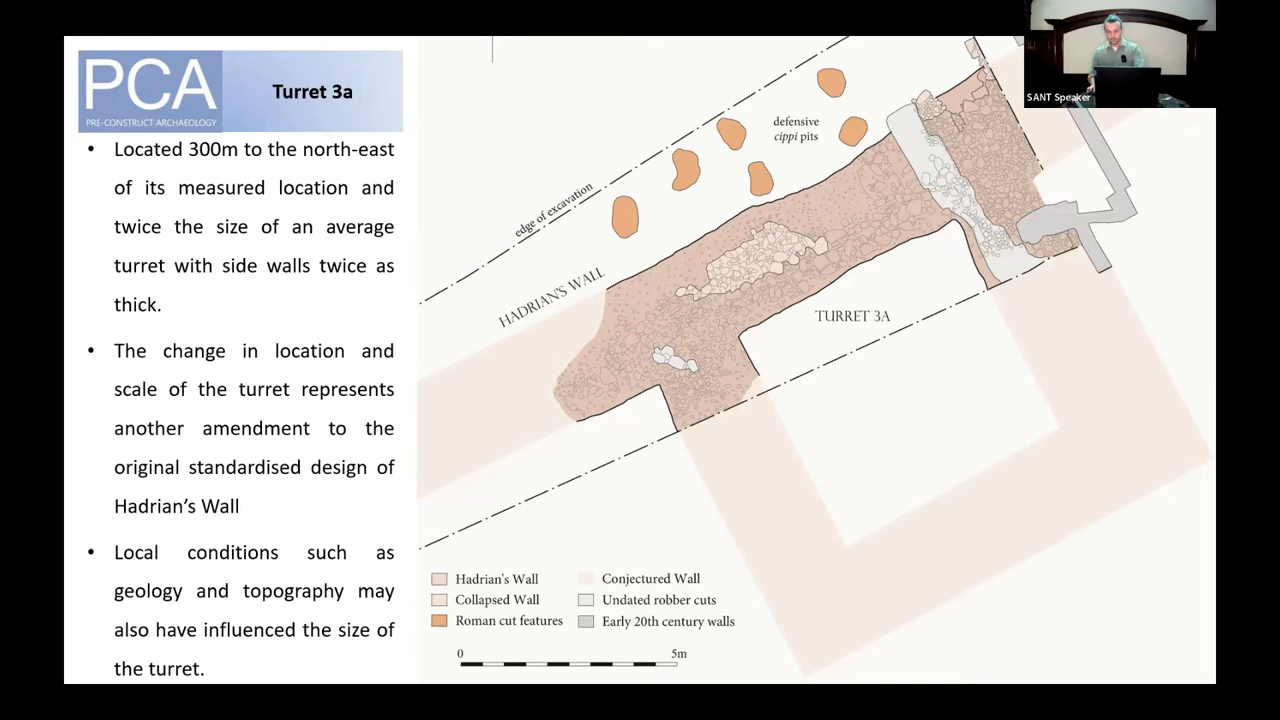 PCA
PRE-CONSTRUCT ARCHAEOLOGY
Turret 3a
• Located 300m to the north-east
of its measured location and
twice the size of an average
turret with side walls twice as
thick.
• The change in location and
scale of the turret represents
another amendment to the
original standardised design of
Hadrian’s Wall
• Local conditions such as
geology and topography may
also have influenced the size of
the turret.
SANT Speaker
defensive
cippi pits
edge of excavation
HADRIAN'S WALL
TURRET 3A
Hadrian's Wall
Collapsed Wall
Roman cut features
Conjectured Wall
Undated robber cuts
Early 20th century walls
0 5m